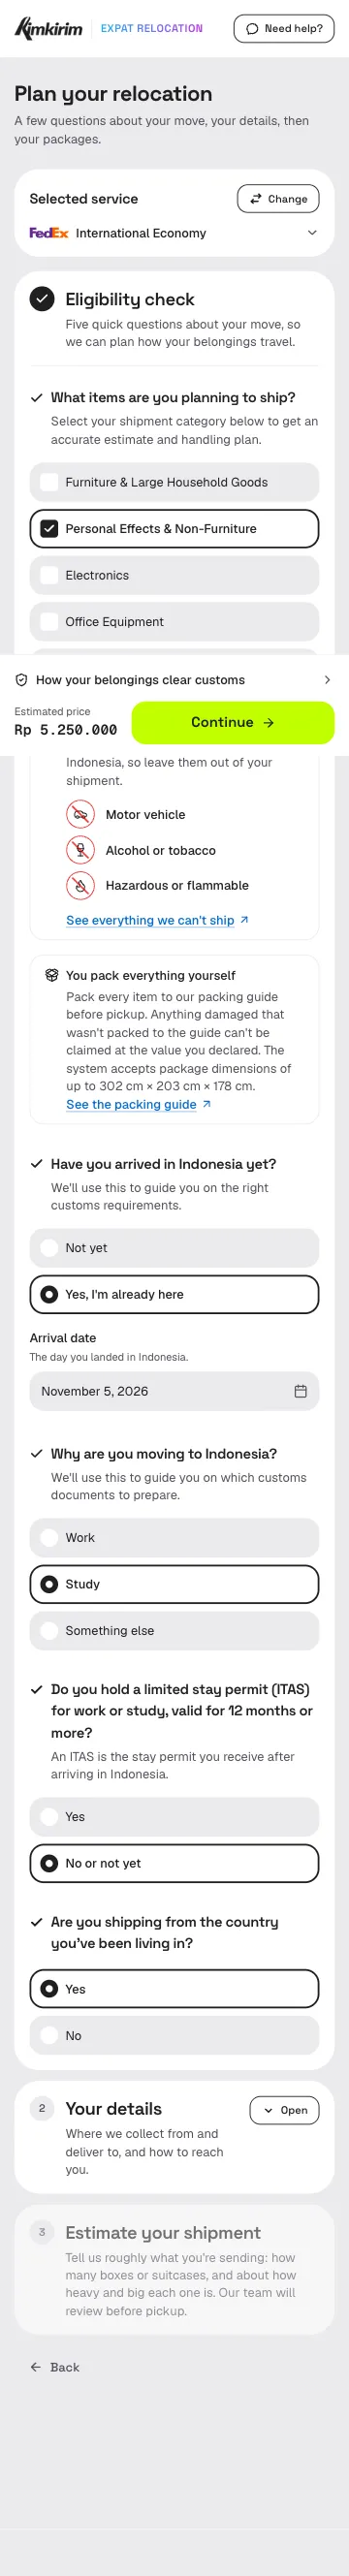 Kimkirim
EXPAT RELOCATION
Need help?
Plan your relocation
A few questions about your move, your details, then
your packages.
Selected service
Change
FedEx International Economy
Eligibility check
Five quick questions about your move, so
we can plan how your belongings travel.
What items are you planning to ship?
Select your shipment category below to get an
accurate estimate and handling plan.
Furniture & Large Household Goods
Personal Effects & Non-Furniture
Electronics
Office Equipment
How your belongings clear customs
Estimated price
Rp 5.250.000
Continue
Indonesia, so leave them out of your
shipment.
Motor vehicle
Alcohol or tobacco
Hazardous or flammable
See everything we can't ship
You pack everything yourself
Pack every item to our packing guide
before pickup. Anything damaged that
wasn't packed to the guide can't be
claimed at the value you declared. The
system accepts package dimensions of
up to 302 cm × 203 cm × 178 cm.
See the packing guide
Have you arrived in Indonesia yet?
We'll use this to guide you on the right
customs requirements.
Not yet
Yes, I'm already here
Arrival date
The day you landed in Indonesia.
November 5, 2026
Why are you moving to Indonesia?
We'll use this to guide you on which customs
documents to prepare.
Work
Study
Something else
Do you hold a limited stay permit (ITAS)
for work or study, valid for 12 months or
more?
An ITAS is the stay permit you receive after
arriving in Indonesia.
Yes
No or not yet
Are you shipping from the country
you've been living in?
Yes
No
2
Your details
Open
Where we collect from and
deliver to, and how to reach
you.
3
Estimate your shipment
Tell us roughly what you're sending: how
many boxes or suitcases, and about how
heavy and big each one is. Our team will
review before pickup.
Back